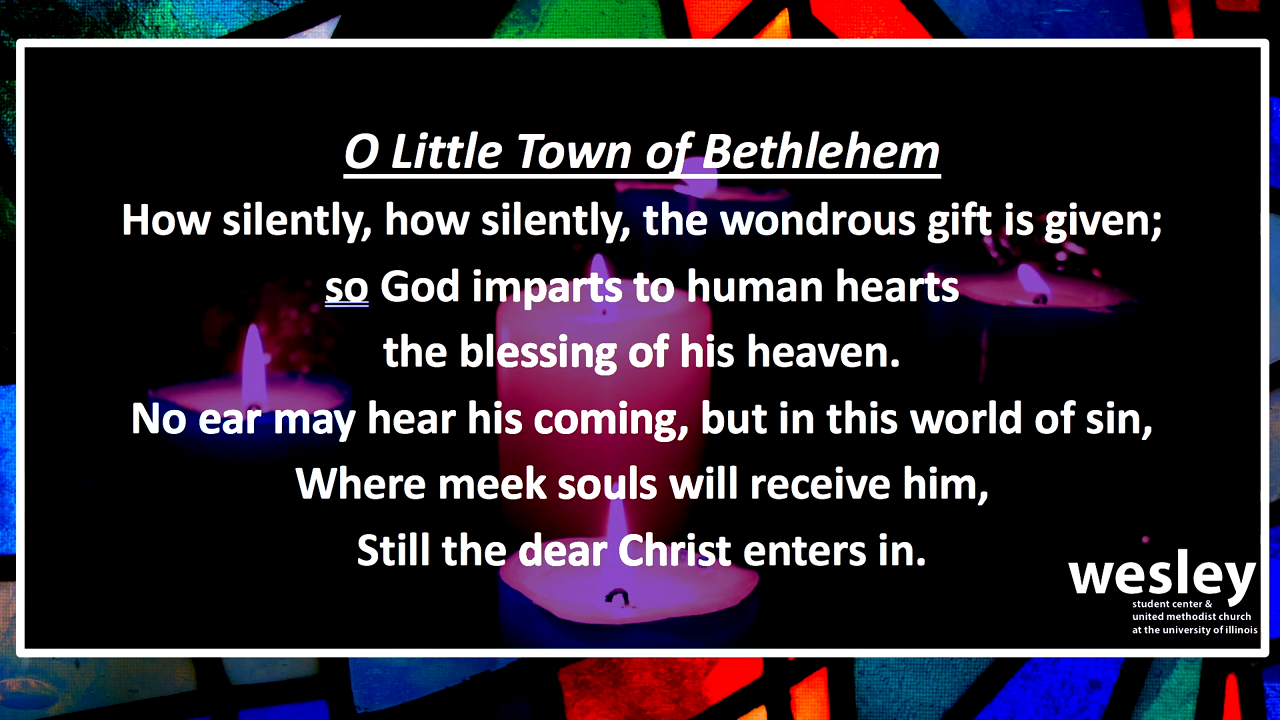 O Little Town of Bethlehem
How silently, how silently, the wondrous gift is given;
so God imparts to human hearts
the blessing of his heaven.
No ear may hear his coming, but in this world of sin,
Where meek souls will receive him,
Still the dear Christ enters in.
wesley
student center &
united methodist church
at the university of illinois